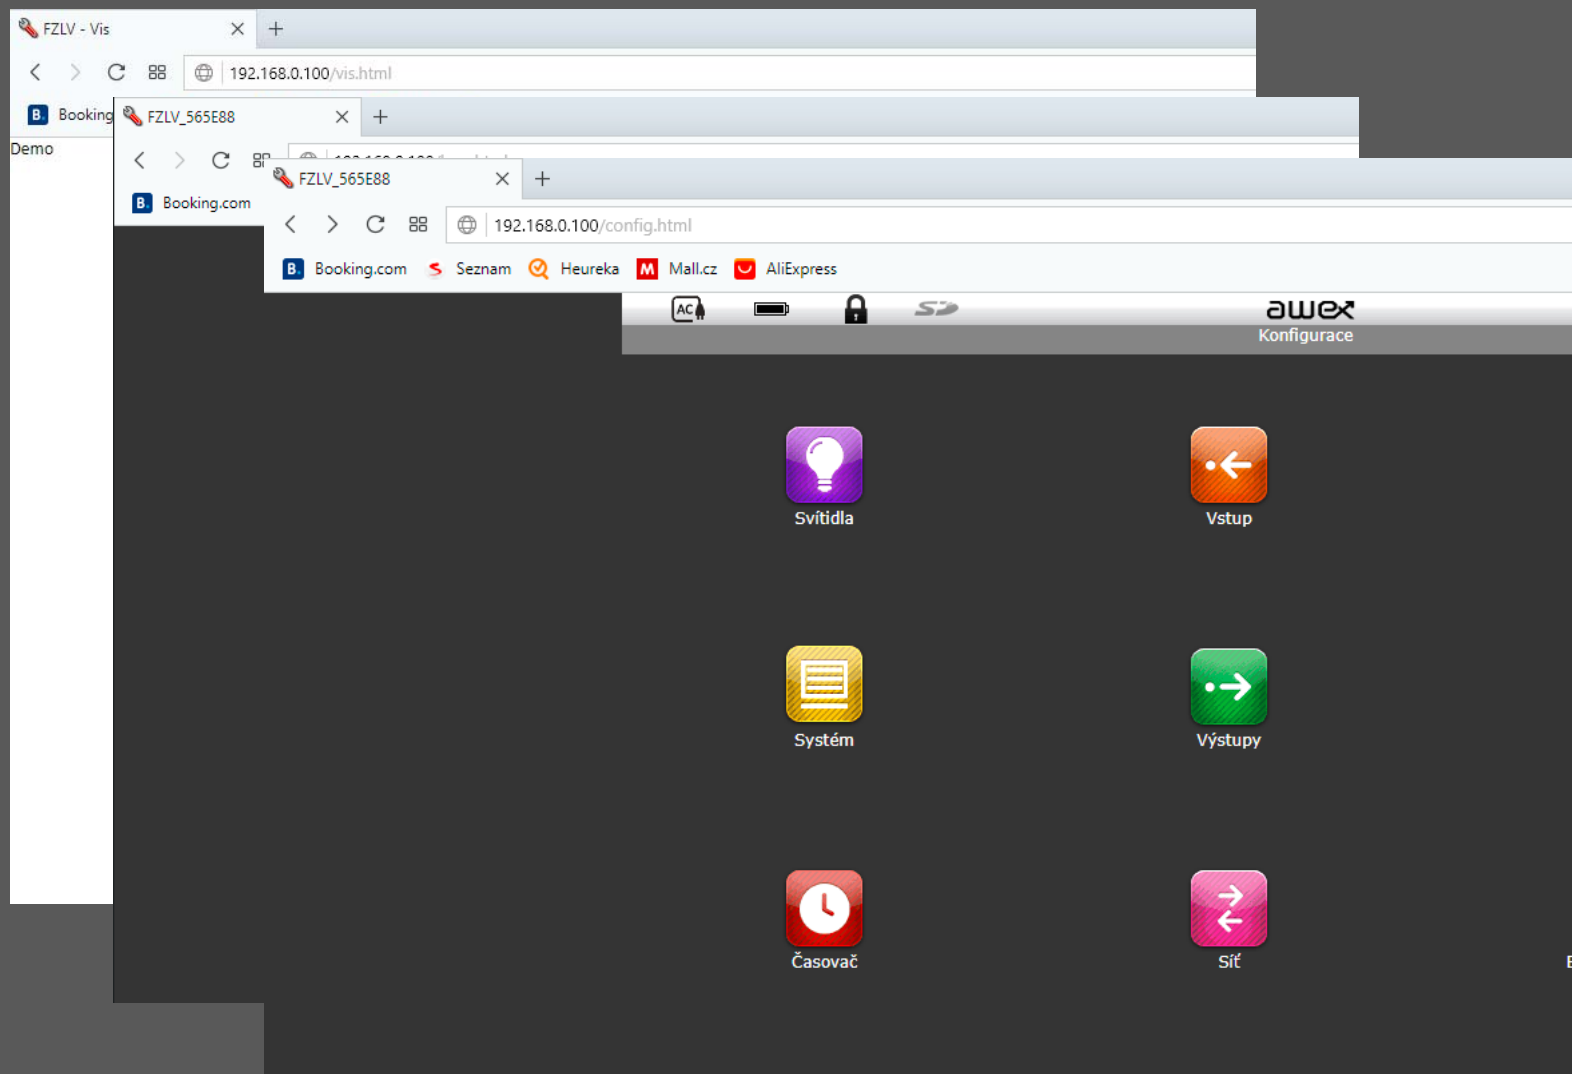 FZLV - Vis
192.168.0.100/vis.html
Booking
Demo
FZLV_565E88
Booking.com
FZLV_565E88
192.168.0.100/config.html
Booking.com Seznam Heureka Mall.cz AliExpress
AC SD awex
Konfigurace
Svítidla Vstup
Systém Výstupy
Časovač Síť